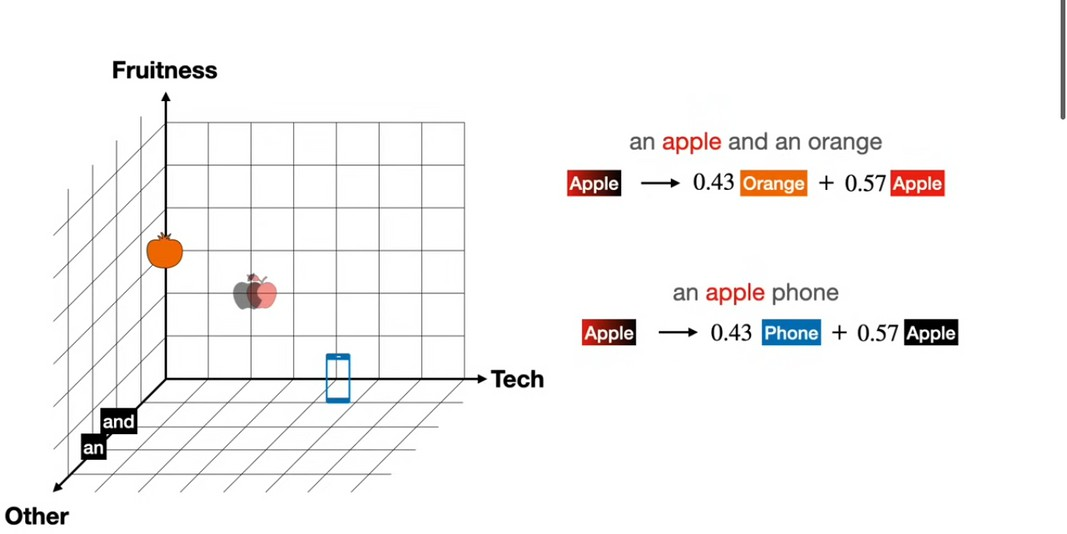 Fruitness
an apple and an orange
Apple → 0.43 Orange + 0.57 Apple
an apple phone
Apple → 0.43 Phone + 0.57 Apple
Tech
and
an
Other